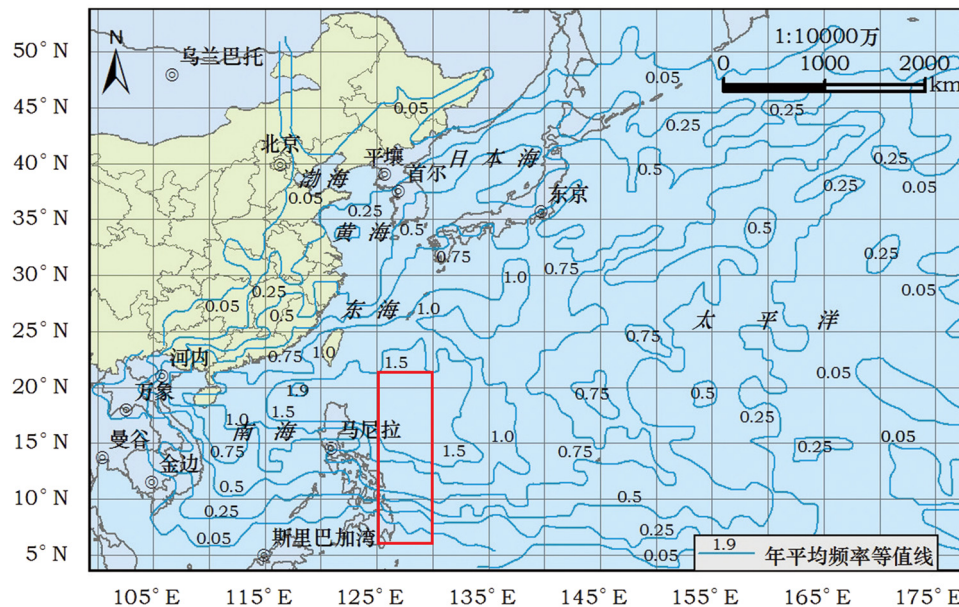 N
1:10000万
0 1000 2000
km
50° N
45° N
40° N
35° N
30° N
25° N
20° N
15° N
10° N
5° N
乌兰巴托
0.05
0.05
0.25
0.25
北京
平壤
日本海
渤海
首尔
0.5
0.25
0.05
0.05
0.25
东京
黄海
0.5
0.5
0.75
0.25
1.0
0.75
0.05
0.25
0.05
0.5
东海
1.0
太平洋
0.75
河内
0.75
1.0
1.5
0.05
万象
1.9
0.75
0.5
1.5
0.25
1.0
南海
马尼拉
1.0
0.05
曼谷
0.75
1.5
0.75
0.25
金边
0.5
0.5
0.25
0.25
0.05
斯里巴加湾
0.05
1.9 年平均频率等值线
105° E 115° E 125° E 135° E 145° E 155° E 165° E 175° E